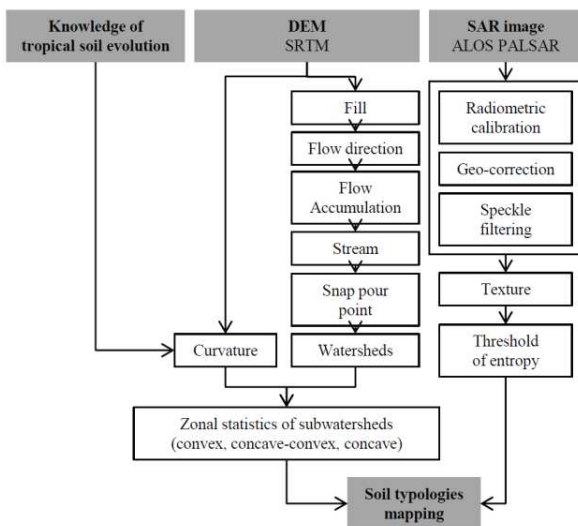 Knowledge of
tropical soil evolution
DEM
SRTM
SAR image
ALOS PALSAR
Fill
Flow direction
Flow
Accumulation
Stream
Snap pour
point
Watersheds
Curvature
Radiometric
calibration
Geo-correction
Speckle
filtering
Texture
Threshold
of entropy
Zonal statistics of subwatersheds
(convex, concave-convex, concave)
Soil typologies
mapping